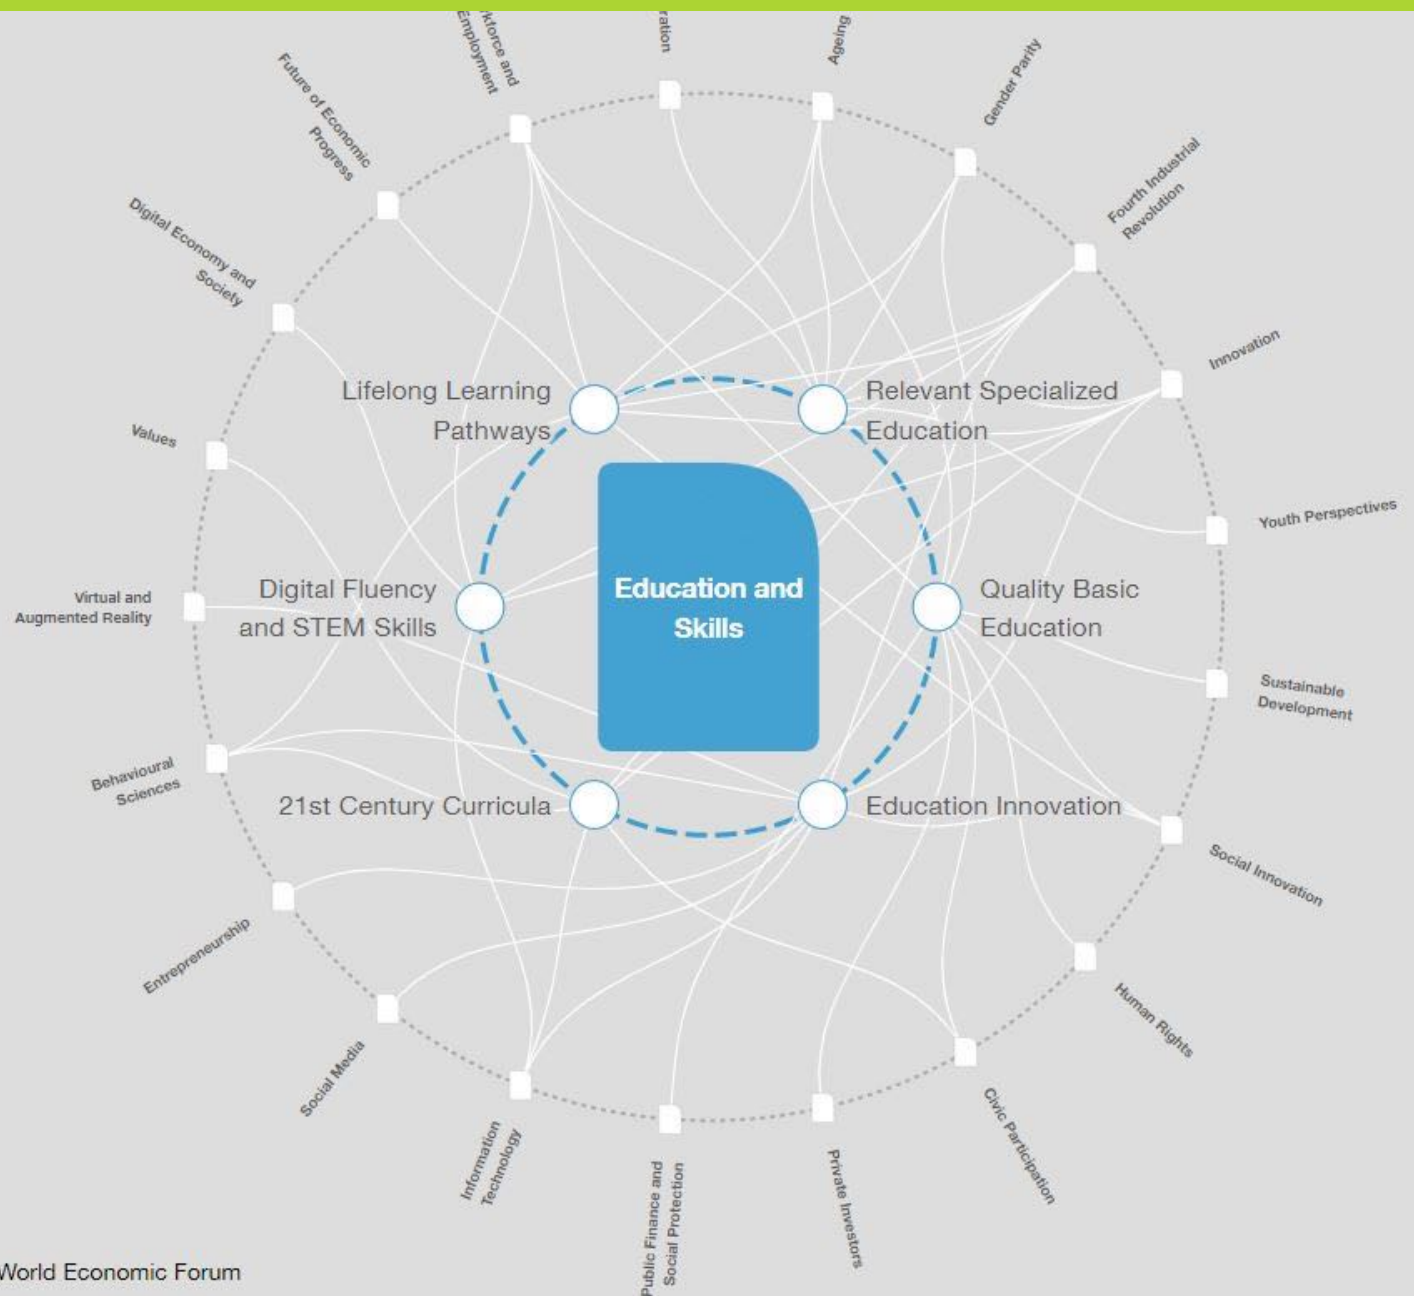 Employment
Ageing
Gender Parity
Future of Economic
Progress
Fourth Industrial
Revolution
Digital Economy and
Society
Innovation
Lifelong Learning
Pathways
Relevant Specialized
Education
Values
Youth Perspectives
Education and
Skills
Digital Fluency
and STEM Skills
Quality Basic
Education
Virtual and
Augmented Reality
Sustainable
Development
Behavioural
Sciences
21st Century Curricula
Education Innovation
Social Innovation
Entrepreneurship
Human Rights
Social Media
Civic Participation
Information
Technology
Public Finance and
Social Protection
Private Investors
World Economic Forum